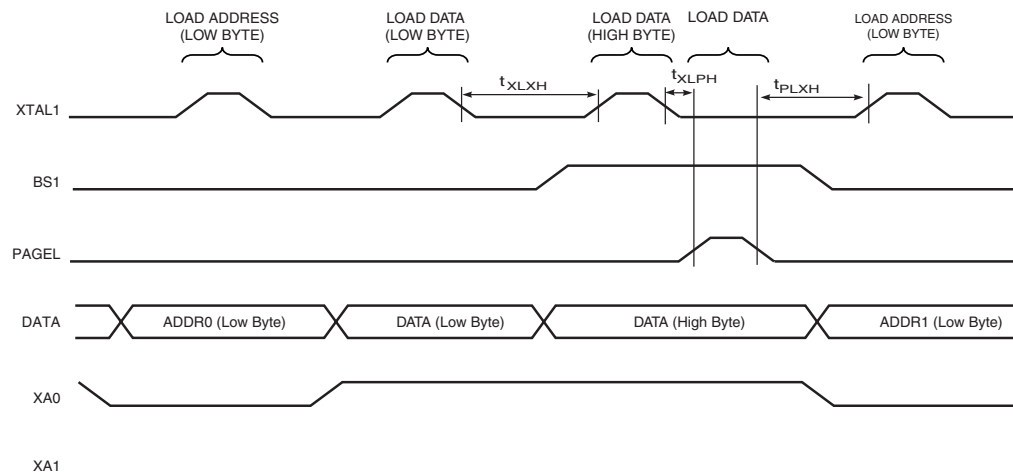 LOAD ADDRESS
(LOW BYTE)
LOAD DATA
(LOW BYTE)
LOAD DATA
(HIGH BYTE)
LOAD DATA
LOAD ADDRESS
(LOW BYTE)
tXLXH
tXLPH
tPLXH
XTAL1
BS1
PAGEL
DATA
ADDR0 (Low Byte)
DATA (Low Byte)
DATA (High Byte)
ADDR1 (Low Byte)
XA0
XA1